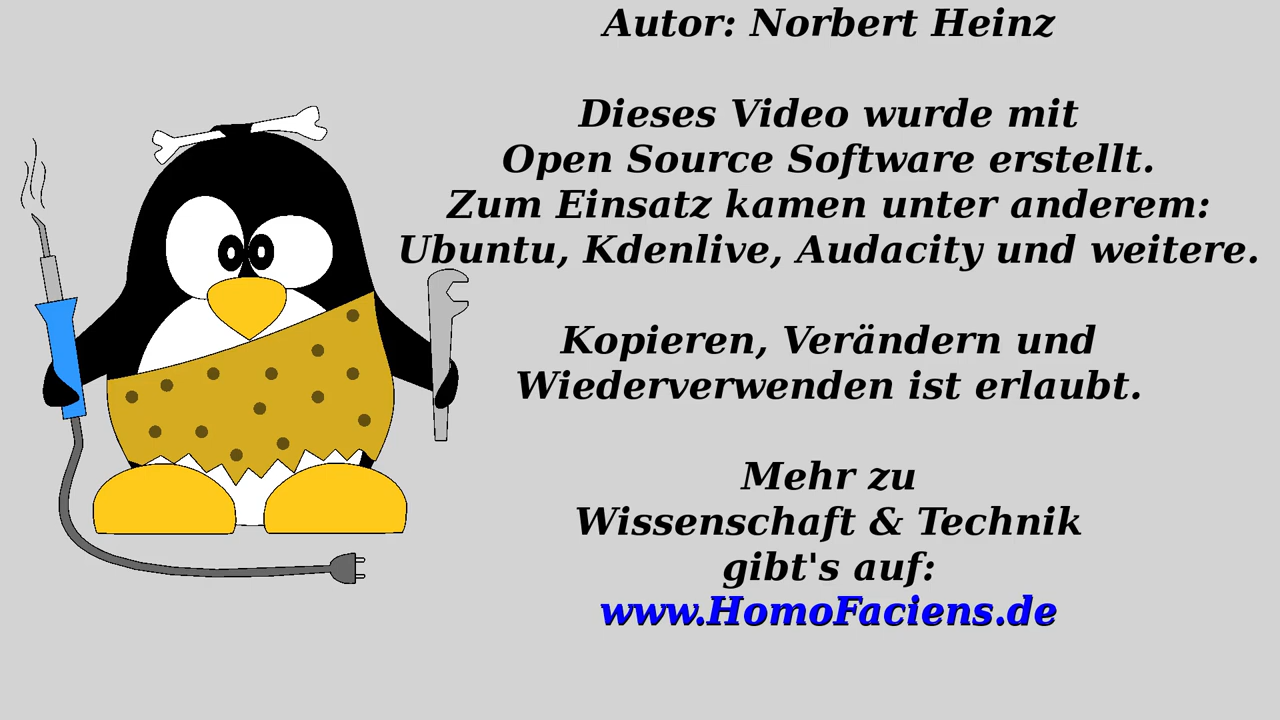 Autor: Norbert Heinz
Dieses Video wurde mit
Open Source Software erstellt.
Zum Einsatz kamen unter anderem:
Ubuntu, Kdenlive, Audacity und weitere.
Kopieren, Verändern und
Wiederverwenden ist erlaubt.
Mehr zu
Wissenschaft & Technik
gibt's auf:
www.HomoFaciens.de